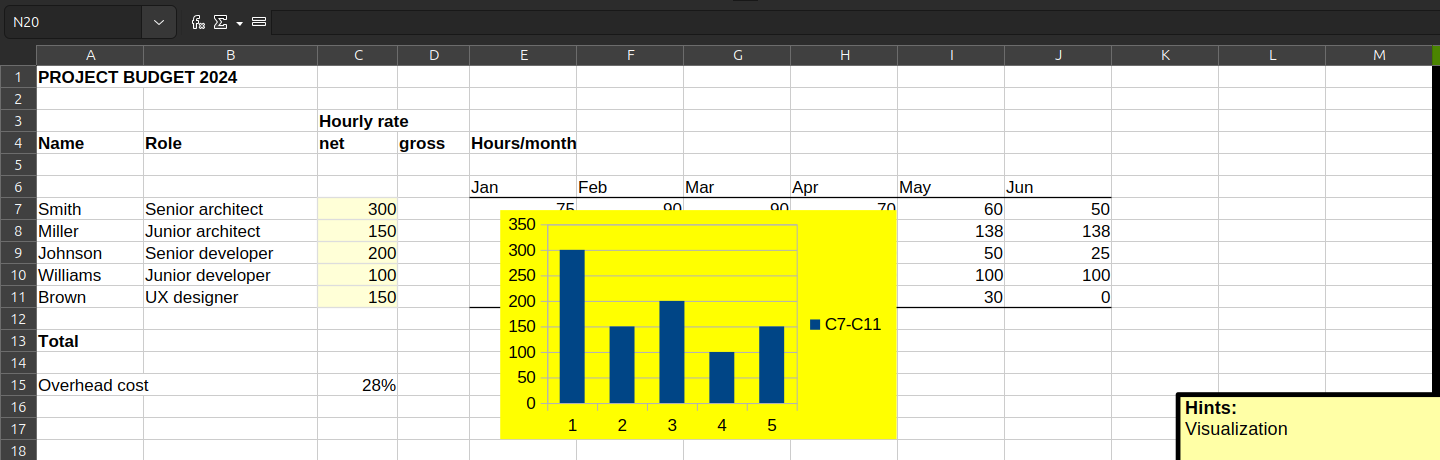 N20
A B C D E F G H I J K L M
1 PROJECT BUDGET 2024
2
3 Hourly rate
4 Name Role net gross Hours/month
5
6 Jan Feb Mar Apr May Jun
7 Smith Senior architect 300 75 90 90 70 60 50
8 Miller Junior architect 150 138 138
9 Johnson Senior developer 200 50 25
10 Williams Junior developer 100 100 100
11 Brown UX designer 150 30 0
12
13 Total
14
15 Overhead cost 28%
16
17
18
350
300
250
200
150
100
50
0
1 2 3 4 5
C7-C11
Hints:
Visualization